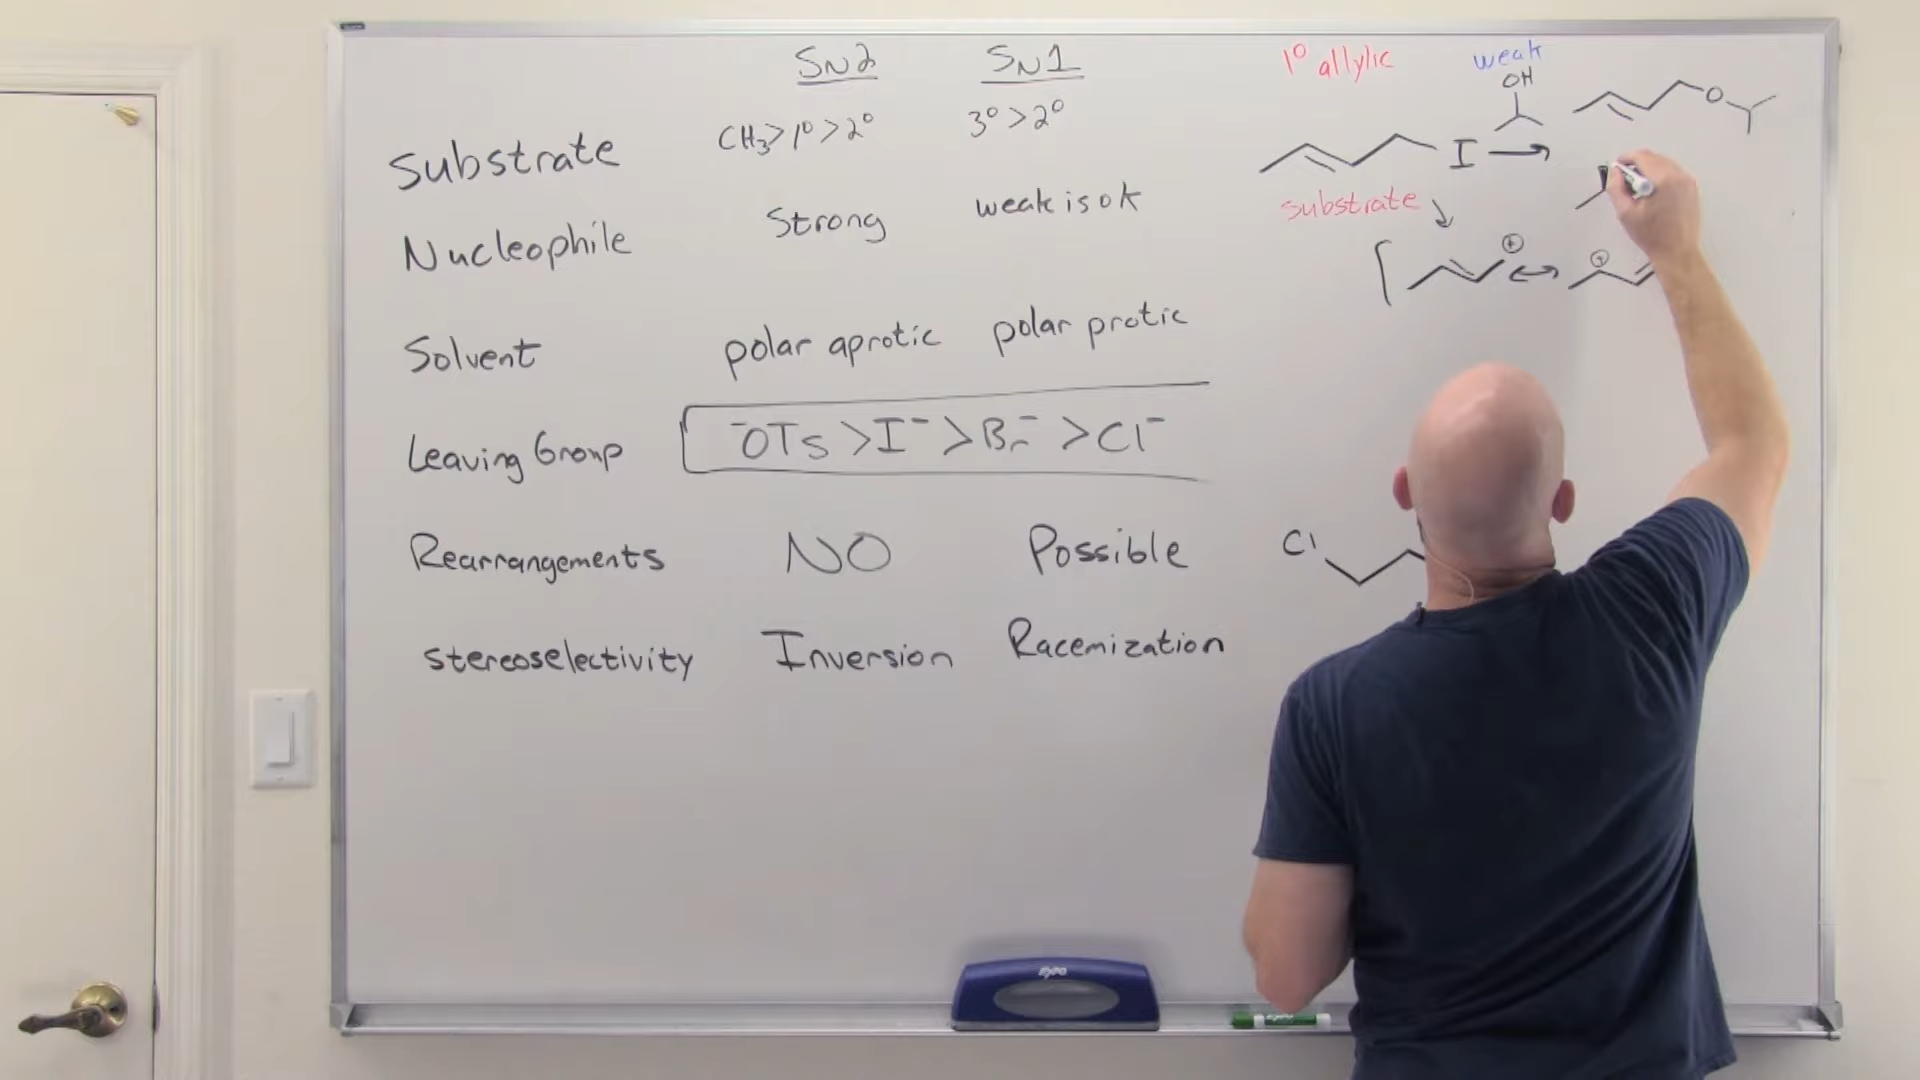 SN2 SN1
Substrate CH3 > 1° > 2° 3° > 2°
Nucleophile Strong weak is ok
Solvent polar aprotic polar protic
Leaving Group ⁻OTs > I⁻ > Br⁻ > Cl⁻
Rearrangements NO Possible
stereoselectivity Inversion Racemization
1° allylic weak
OH
O
I
substrate
⊕ ⊕
Cl
expo